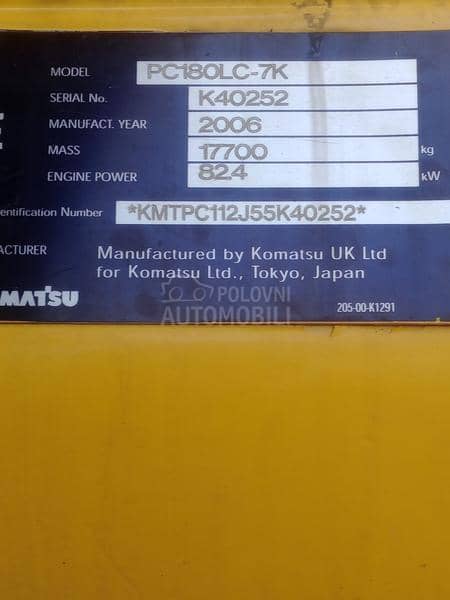 MODEL PC180LC-7K
SERIAL No. K40252
MANUFACT. YEAR 2006
MASS 17700 kg
ENGINE POWER 82.4 kW
entification Number *KMTPC112J55K40252*
ACTURER Manufactured by Komatsu UK Ltd
for Komatsu Ltd., Tokyo, Japan
OMATSU
205-00-K1291
POLOVNI
AUTOMOBILI